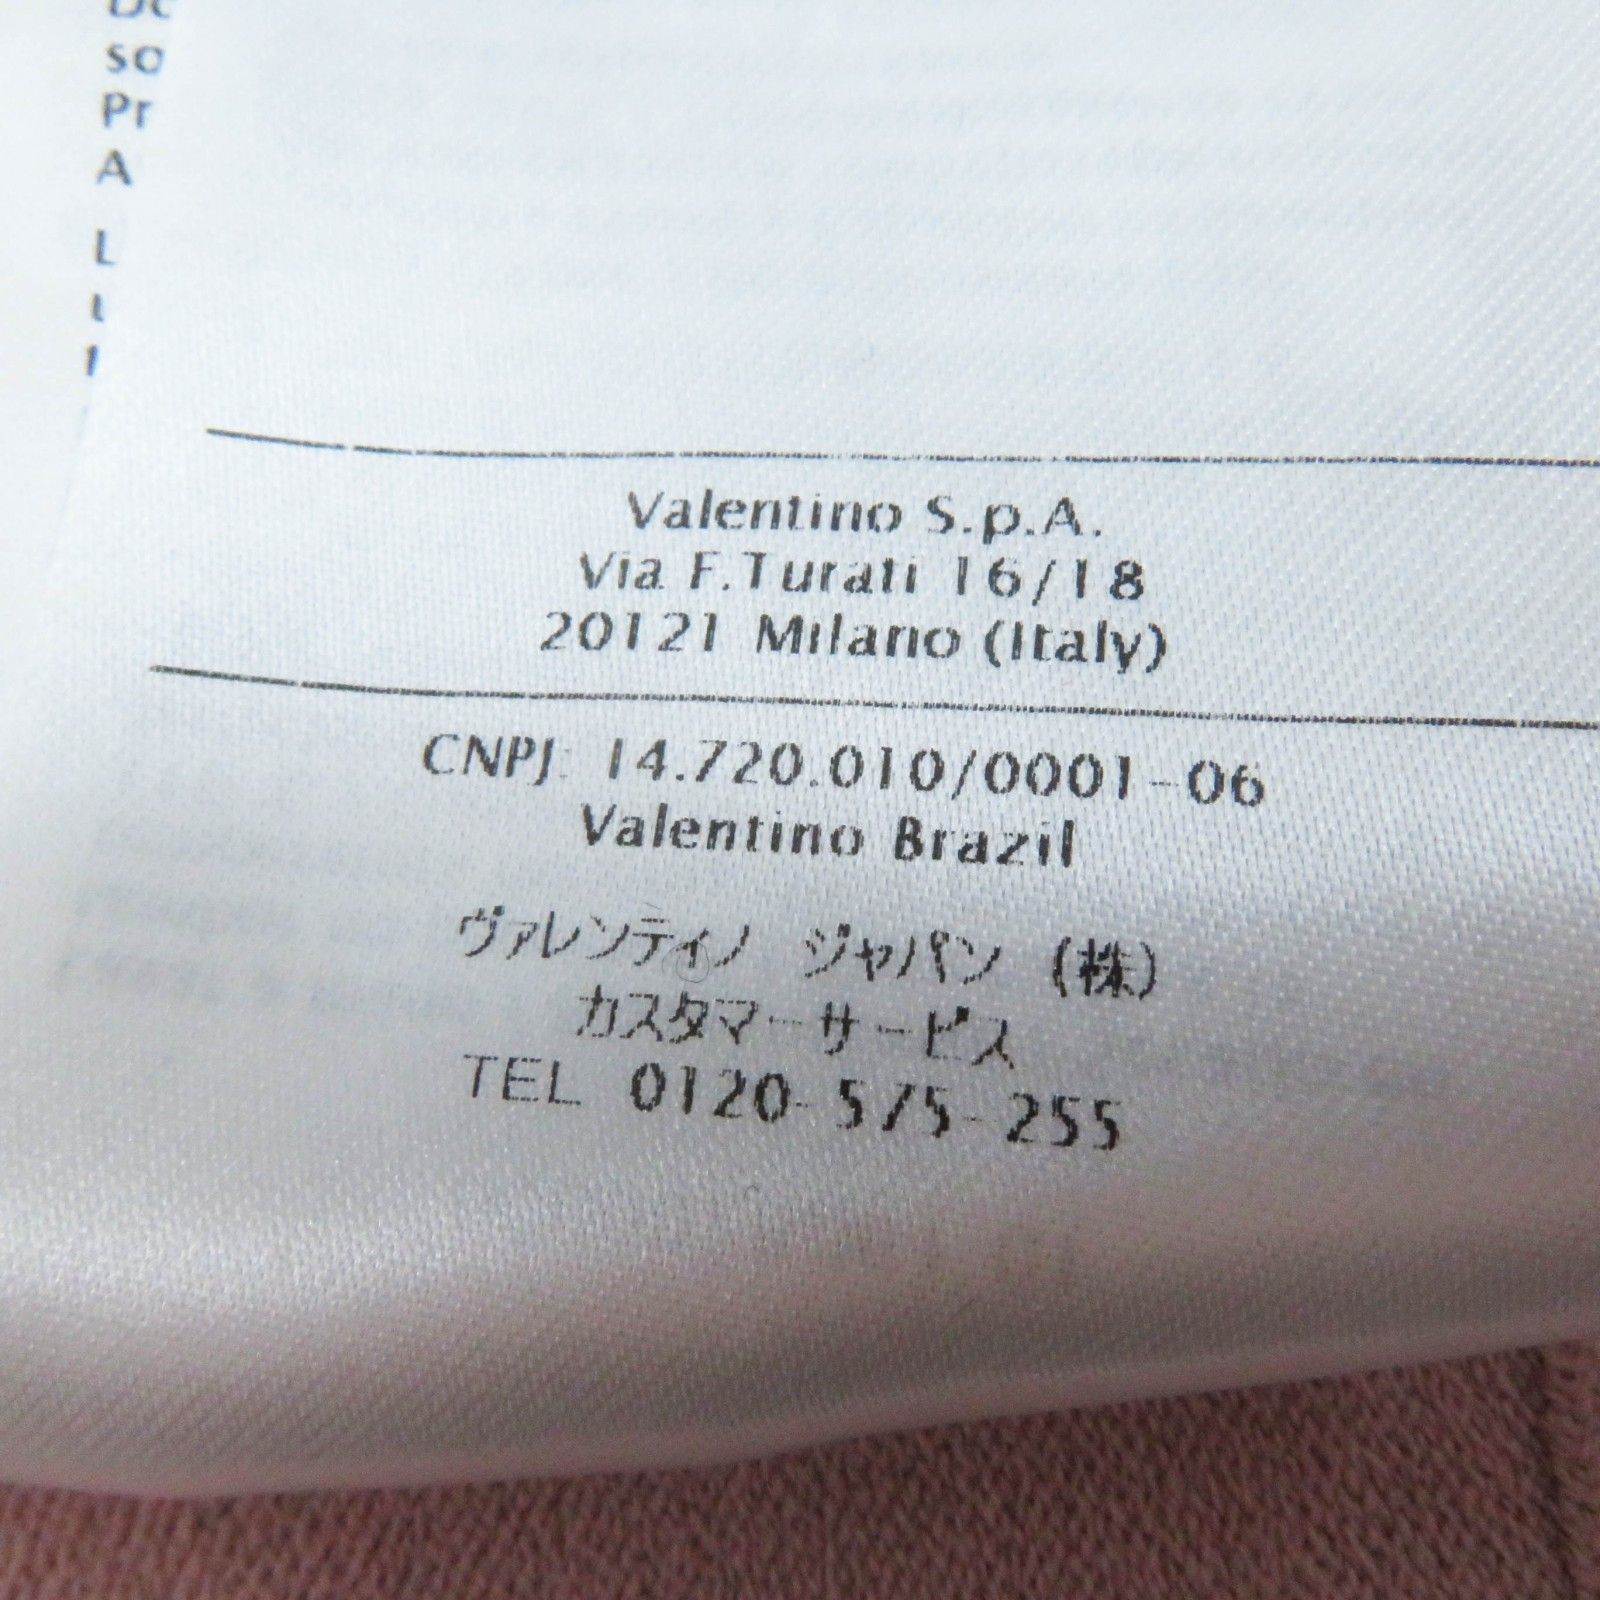 so
Pr
A
L
Valentino S.p.A.
Via F.Turati 16/18
20121 Milano (Italy)
CNPJ: 14.720.010/0001-06
Valentino Brazil
ヴァレンティノ ジャパン (株)
カスタマーサービス
TEL 0120-575-255